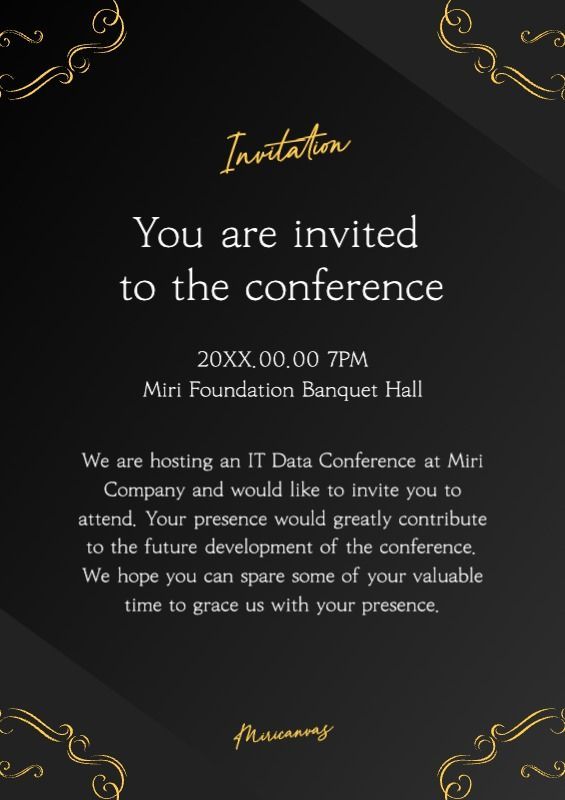 Invitation
You are invited
to the conference
20XX.00.00 7PM
Miri Foundation Banquet Hall
We are hosting an IT Data Conference at Miri
Company and would like to invite you to
attend. Your presence would greatly contribute
to the future development of the conference.
We hope you can spare some of your valuable
time to grace us with your presence.
Miricanvas